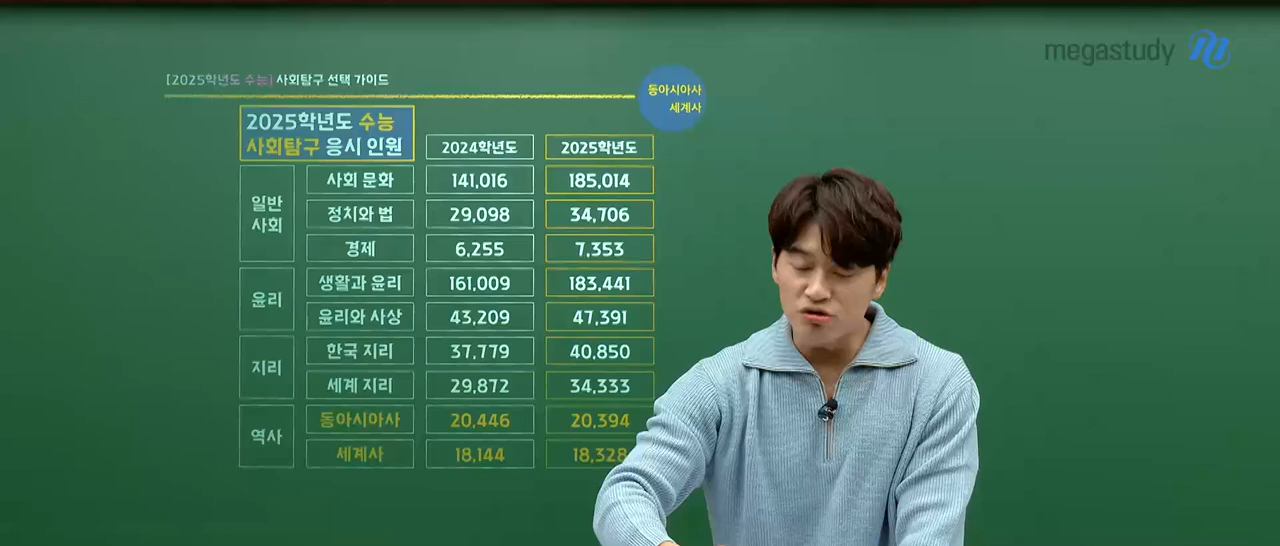 megastudy
[2025학년도 수능] 사회탐구 선택 가이드
동아시아사
세계사
2025학년도 수능
사회탐구 응시 인원
2024학년도 2025학년도
일반
사회
사회 문화 141,016 185,014
정치와 법 29,098 34,706
경제 6,255 7,353
윤리
생활과 윤리 161,009 183,441
윤리와 사상 43,209 47,391
지리
한국 지리 37,779 40,850
세계 지리 29,872 34,333
역사
동아시아사 20,446 20,394
세계사 18,144 18,328